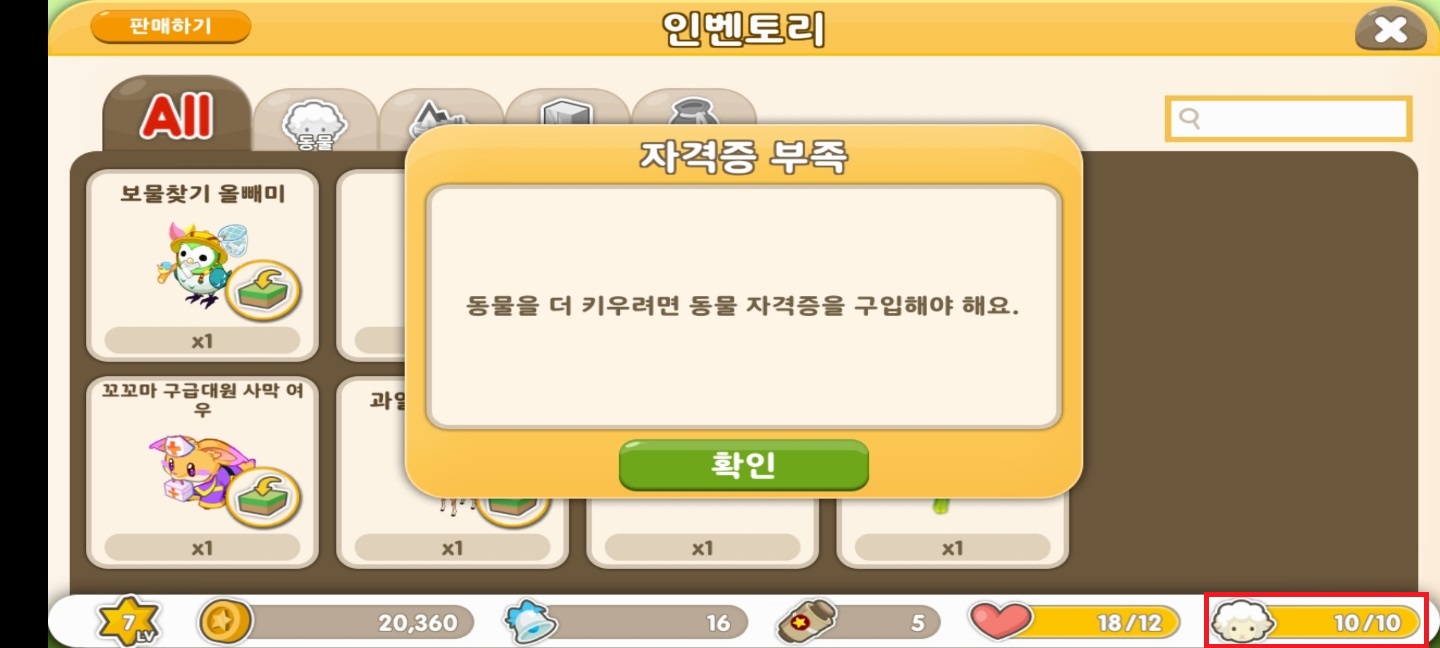 판매하기
인벤토리
All
동물
자격증 부족
보물찾기 올빼미
동물을 더 키우려면 동물 자격증을 구입해야 해요.
x1
꼬꼬마 구급대원 사막 여
우
확인
x1
x1
x1
x1
7
LV
20,360
16
5
18/12
10/10